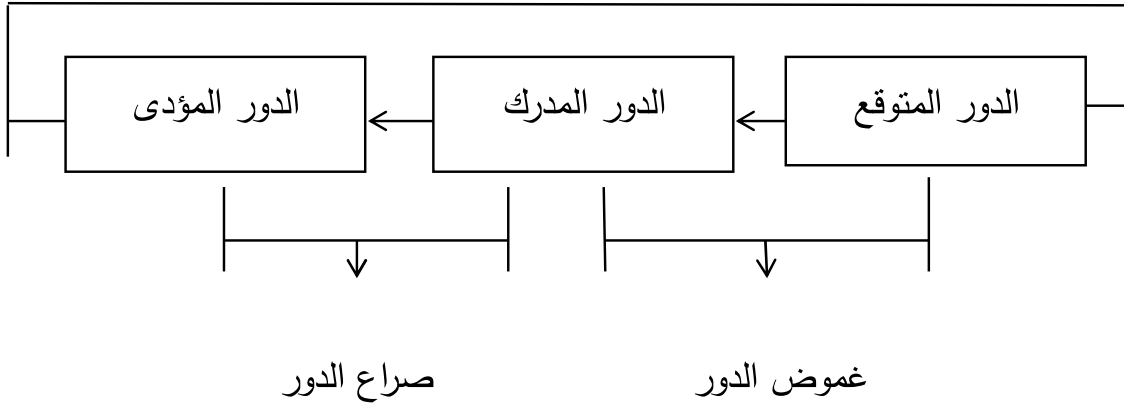 الدور المتوقع
الدور المدرك
الدور المؤدى
غموض الدور
صراع الدور